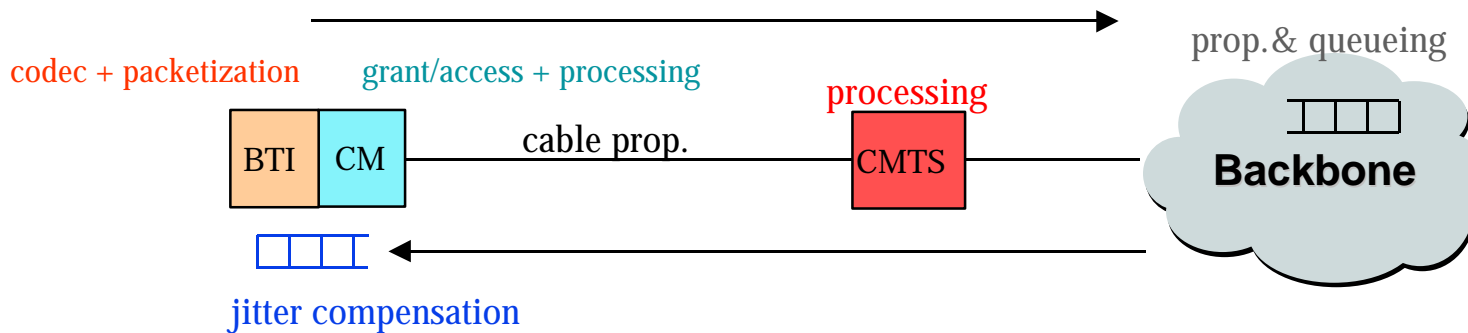 prop.& queueing
codec + packetization
grant/access + processing
processing
BTI
CM
cable prop.
CMTS
Backbone
jitter compensation